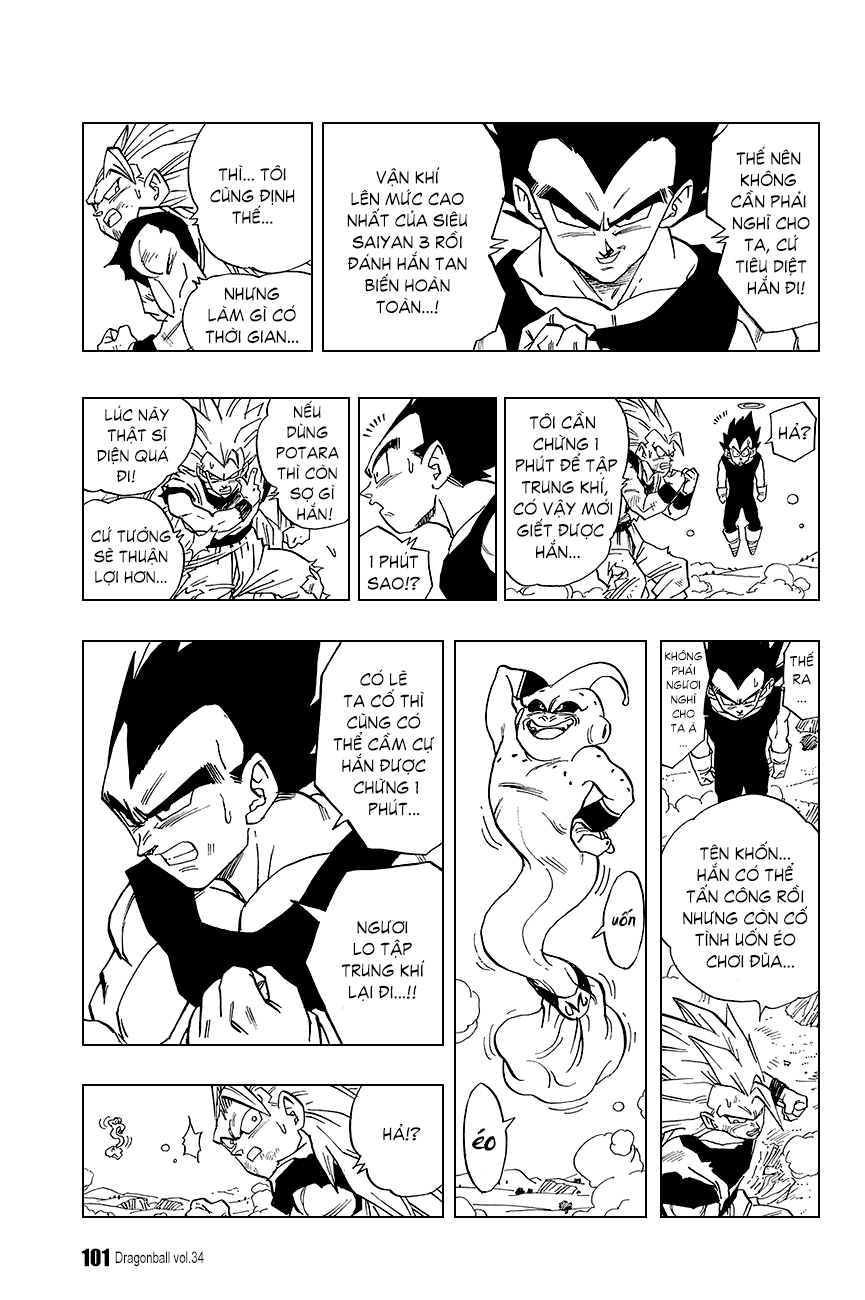 THẾ NÊN
KHÔNG
CẦN PHẢI
NGHĨ CHO
TA, CỨ
TIÊU DIỆT
HẮN ĐI!
VẬN KHÍ
LÊN MỨC CAO
NHẤT CỦA SIÊU
SAIYAN 3 RỒI
ĐÁNH HẮN TAN
BIẾN HOÀN
TOÀN...!
THÌ... TÔI
CŨNG ĐỊNH
THẾ...
NHƯNG
LÀM GÌ CÓ
THỜI GIAN...
HẢ?
TÔI CẦN
CHỪNG 1
PHÚT ĐỂ TẬP
TRUNG KHÍ,
CÓ VẬY MỚI
GIẾT ĐƯỢC
HẮN...
1 PHÚT
SAO!?
NẾU
DÙNG
POTARA
THÌ CÒN
SỢ GÌ
HẮN!
LÚC NÀY
THẬT SĨ
DIỆN QUÁ
ĐI!
CỨ TƯỞNG
SẼ THUẬN
LỢI HƠN...
THẾ
RA
...
KHÔNG
PHẢI
NGƯƠI
NGHĨ
CHO
TA À
...
TÊN KHỐN...
HẮN CÓ THỂ
TẤN CÔNG RỒI
NHƯNG CÒN CỐ
TÌNH UỐN ÉO
CHƠI ĐÙA...
uốn
éo
CÓ LẼ
TA CỐ THÌ
CŨNG CÓ
THỂ CẦM CỰ
HẮN ĐƯỢC
CHỪNG 1
PHÚT...
NGƯƠI
LO TẬP
TRUNG KHÍ
LẠI ĐI...!!
HẢ!?
101 Dragonball vol.34